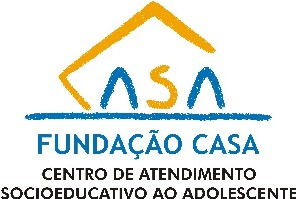 CASA
FUNDAÇÃO CASA
CENTRO DE ATENDIMENTO
SOCIOEDUCATIVO AO ADOLESCENTE